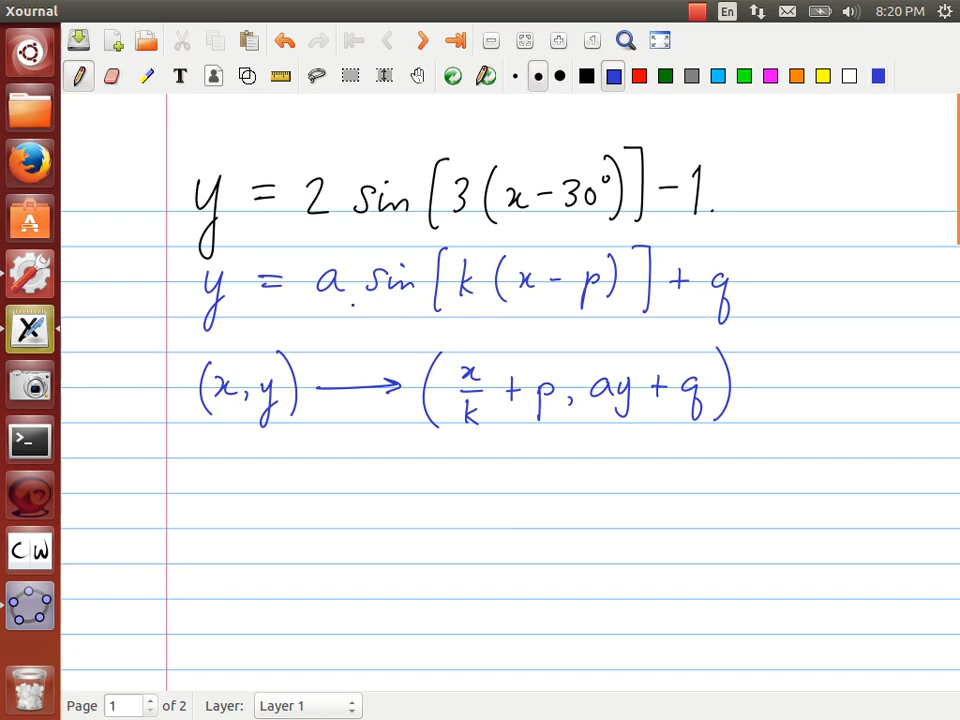 Xournal
En
8:20 PM
T
y = 2 sin [3(x-30°)] -1.
y = a sin [k(x-p)] + q
(x, y) ⟶ (x/k + p, ay + q)
C W
Page 1 of 2 Layer: Layer 1